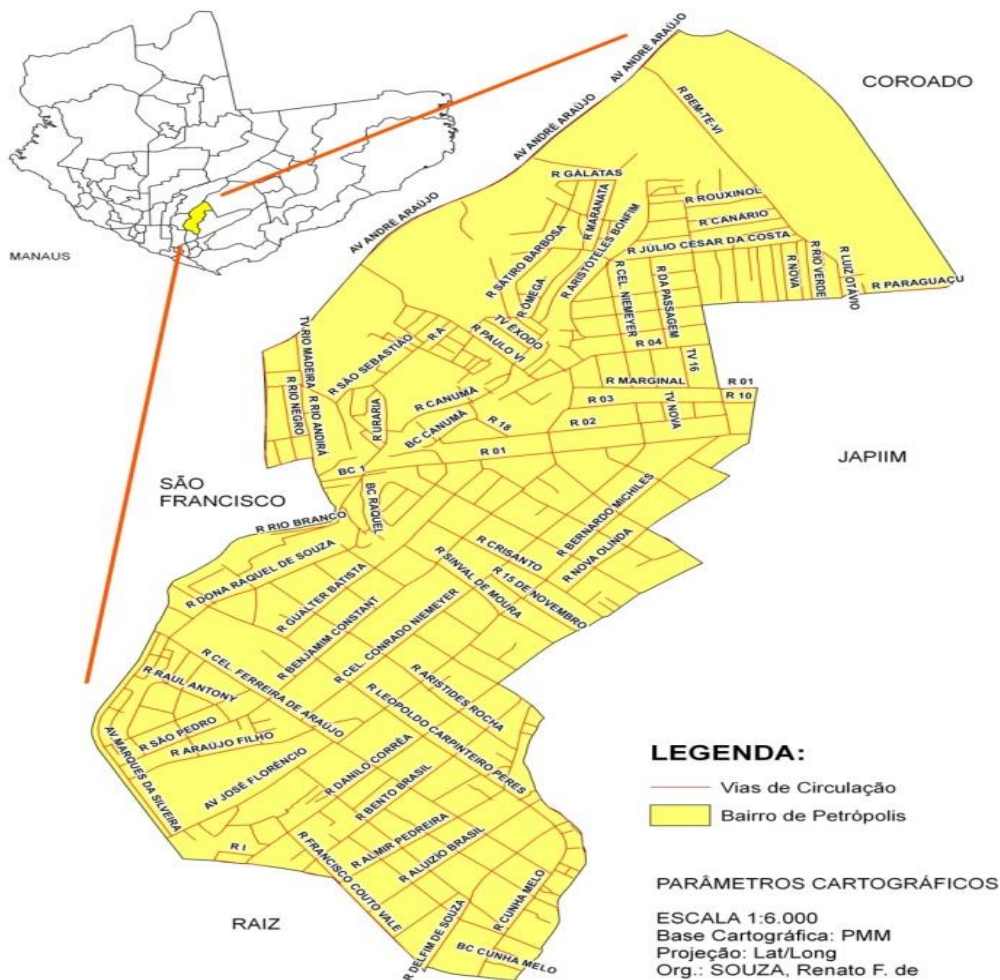 AV ANDRÉ ARAÚJO
COROADO
AV ANDRÉ ARAÚJO
R BEM-TE-VI
R GÁLATAS
R ROUXINOL
R MARANATA
R CANÁRIO
AV ANDRÉ ARAÚJO
R SATIRO BARBOSA
R ARISTÓTELES BONFIM
R JÚLIO CÉSAR DA COSTA
MANAUS
R ÔMEGA
R CEL. NIEMEYER
R DA PASSAGEM
R NOVA
R RIO VERDE
R LUIZ OTÁVIO
R PARAGUAÇU
TV RIO MADEIRA
R SÃO SEBASTIÃO
R A
R PAULO VI
TV ÊXODO
R 04
TV 16
R RIO NEGRO
R RIO ANDIRÁ
R URARIA
R CANUMÃ
R MARGINAL
R 01
R 10
R 03
TV NOVA
BC CANUMÃ
R 18
R 02
R 01
BC 1
JAPIIM
SÃO
FRANCISCO
BC RAQUEL
R RIO BRANCO
R BERNARDO MICHILES
R CRISANTO
R NOVA OLINDA
R DONA RAQUEL DE SOUZA
R SINVAL DE MOURA
R 15 DE NOVEMBRO
R GUALTER BATISTA
R BENJAMIM CONSTANT
R CEL. CONRADO NIEMEYER
R RAUL ANTONY
R CEL. FERREIRA DE ARAÚJO
R ARISTIDES ROCHA
R LEOPOLDO CARPINTEIRO PERES
R SÃO PEDRO
R ARAÚJO FILHO
AV MARQUES DA SILVEIRA
AV JOSÉ FLORÊNCIO
R DANILO CORRÊA
R BENTO BRASIL
R I
R ALMIR PEDREIRA
R ALUIZIO BRASIL
R FRANCISCO COUTO VALE
R CUNHA MELO
R DELFIM DE SOUZA
BC CUNHA MELO
RAIZ
LEGENDA:
Vias de Circulação
Bairro de Petrópolis
PARÂMETROS CARTOGRÁFICOS
ESCALA 1:6.000
Base Cartográfica: PMM
Projeção: Lat/Long
Org.: SOUZA, Renato F. de